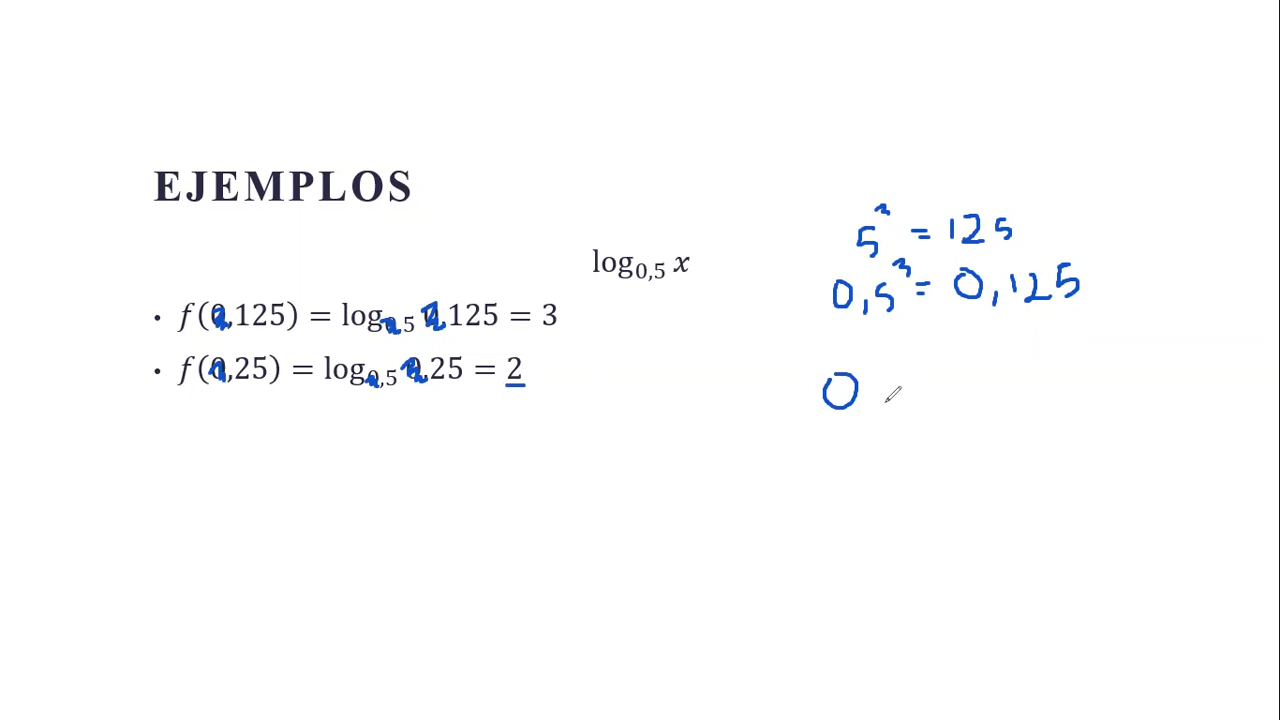 EJEMPLOS
log₀,₅ x
• f(0,125) = log₀,₅ 0,125 = 3
• f(0,25) = log₀,₅ 0,25 = 2
5³ = 125
0,5³ = 0,125
0